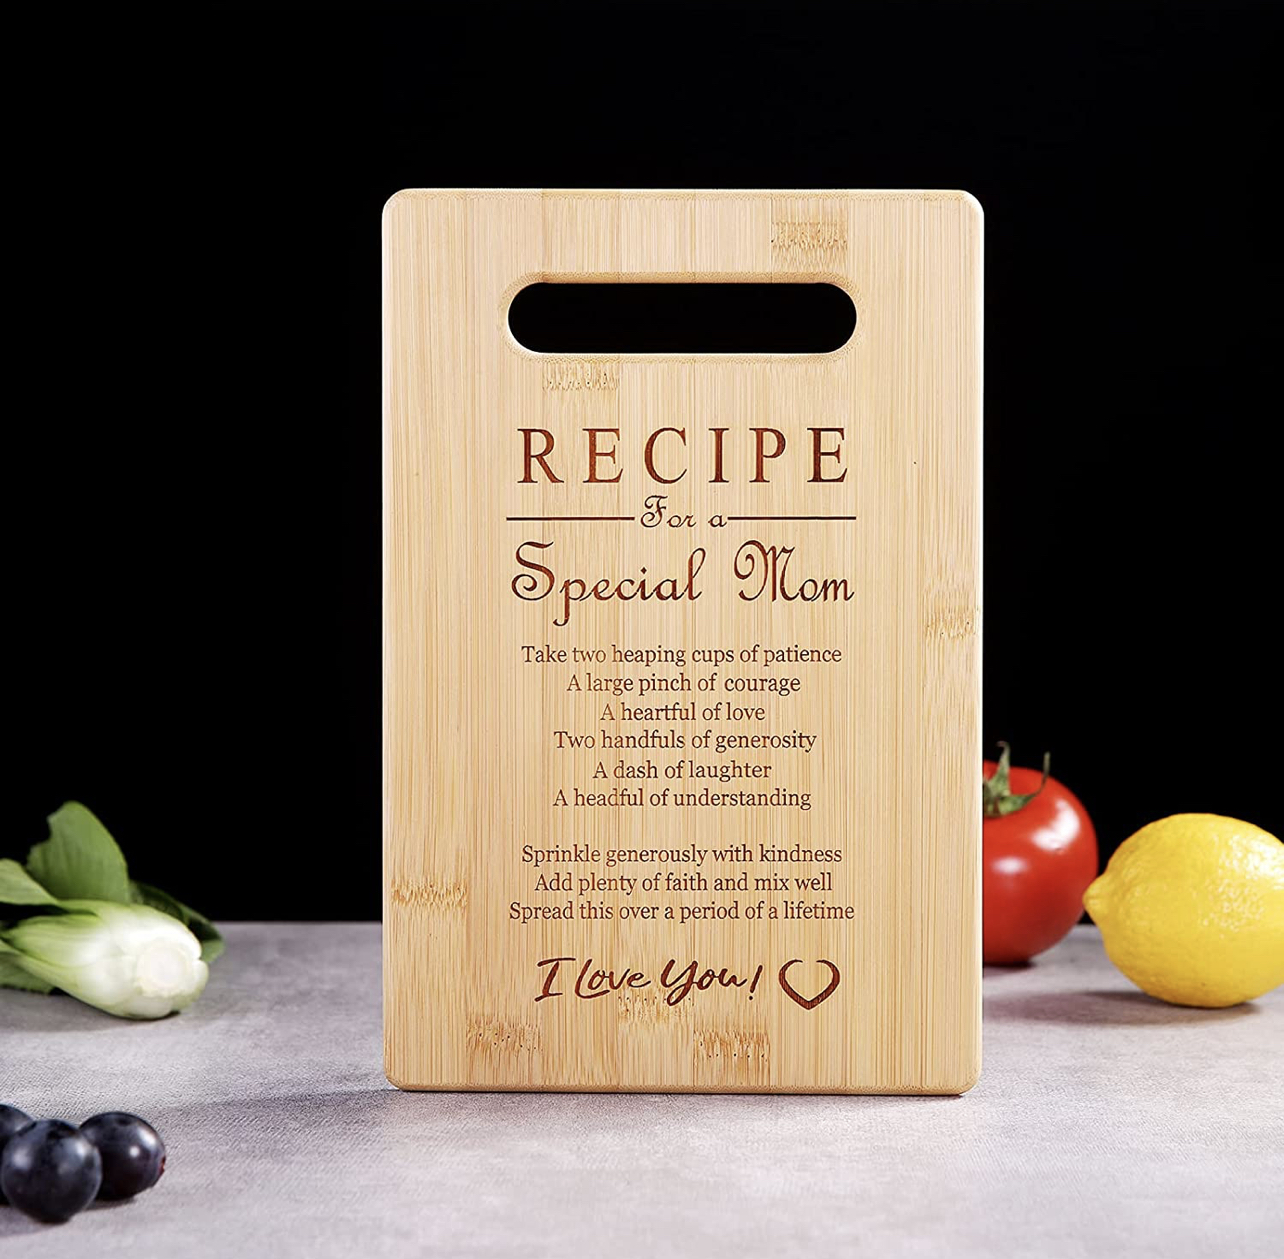 RECIPE
For a
Special Mom
Take two heaping cups of patience
A large pinch of courage
A heartful of love
Two handfuls of generosity
A dash of laughter
A headful of understanding
Sprinkle generously with kindness
Add plenty of faith and mix well
Spread this over a period of a lifetime
I Love You!